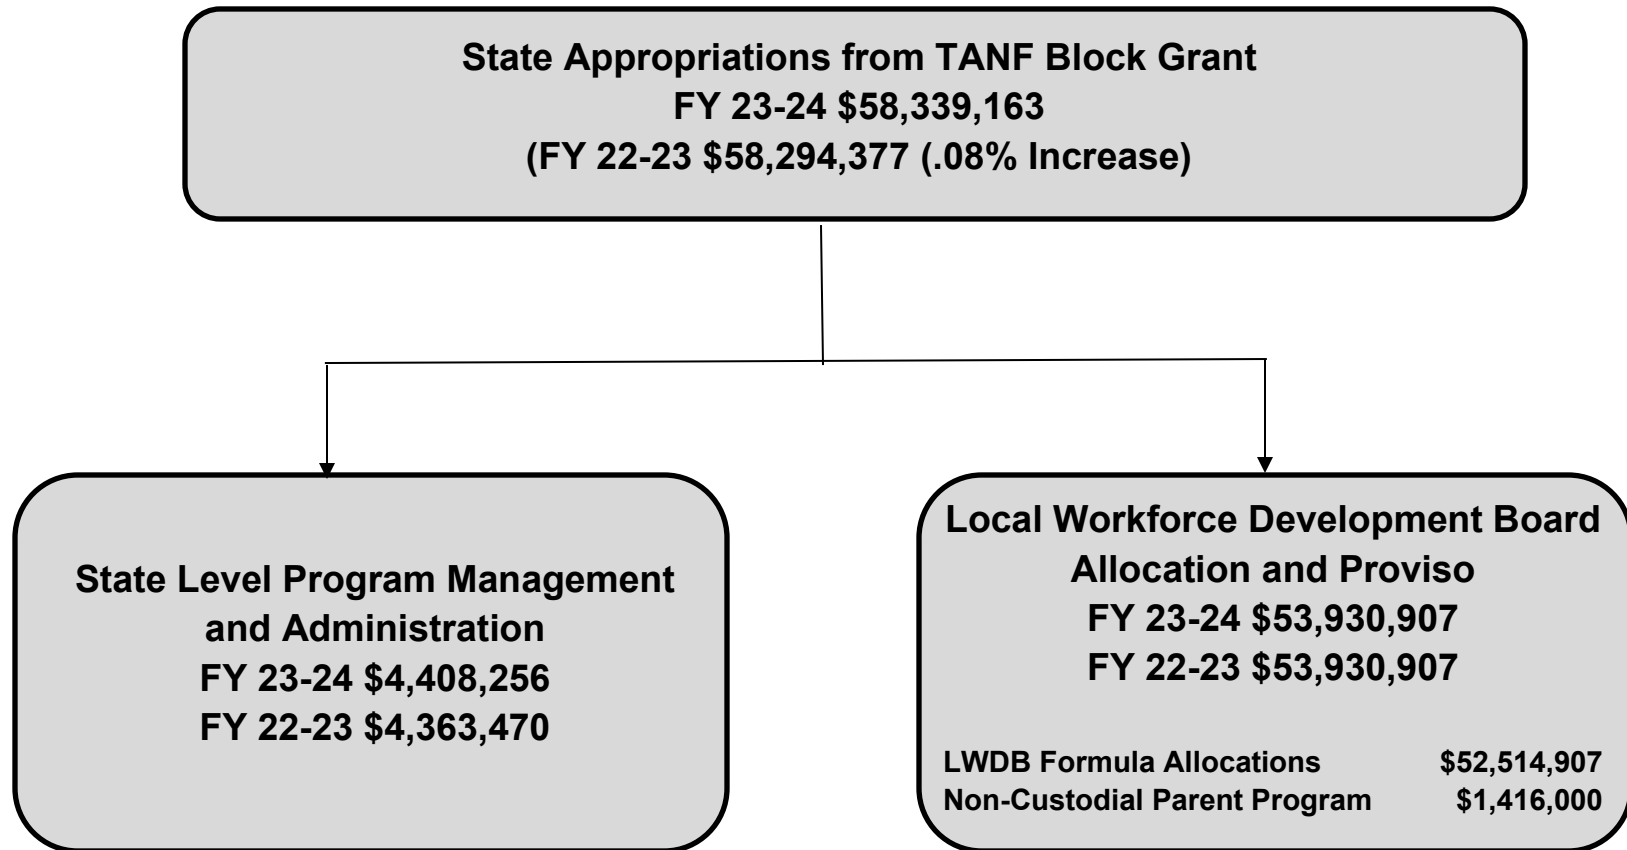 State Appropriations from TANF Block Grant
FY 23-24 $58,339,163
(FY 22-23 $58,294,377 (.08% Increase)
State Level Program Management
and Administration
FY 23-24 $4,408,256
FY 22-23 $4,363,470
Local Workforce Development Board
Allocation and Proviso
FY 23-24 $53,930,907
FY 22-23 $53,930,907
LWDB Formula Allocations $52,514,907
Non-Custodial Parent Program $1,416,000